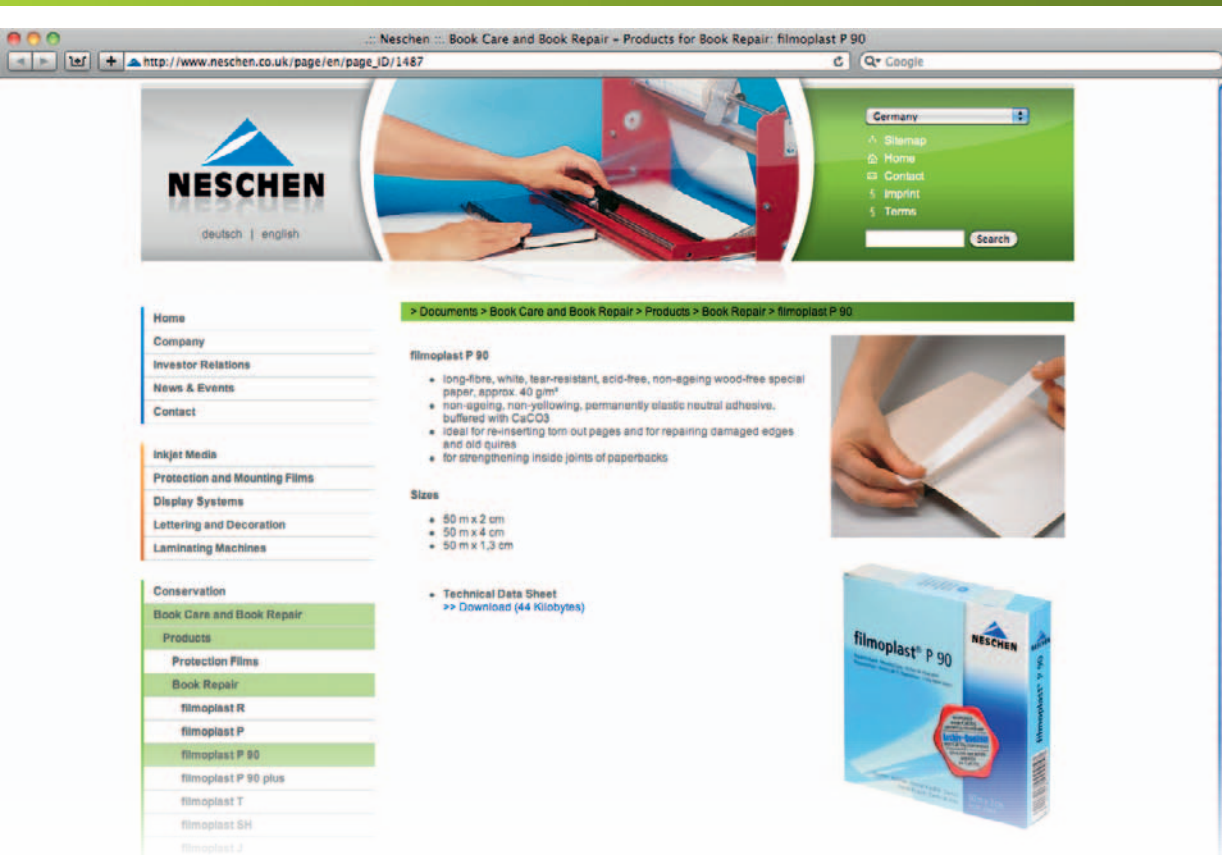 .:: Neschen ::. Book Care and Book Repair – Products for Book Repair: filmoplast P 90
http://www.neschen.co.uk/page/en/page_ID/1487
Google
NESCHEN
deutsch | english
Germany
Sitemap
Home
Contact
Imprint
Terms
Search
Home
Company
Investor Relations
News & Events
Contact
Inkjet Media
Protection and Mounting Films
Display Systems
Lettering and Decoration
Laminating Machines
Conservation
Book Care and Book Repair
Products
Protection Films
Book Repair
filmoplast R
filmoplast P
filmoplast P 90
filmoplast P 90 plus
filmoplast T
filmoplast SH
filmoplast J
> Documents > Book Care and Book Repair > Products > Book Repair > filmoplast P 90
filmoplast P 90
long-fibre, white, tear-resistant, acid-free, non-ageing wood-free special
paper, approx. 40 g/m²
non-ageing, non-yellowing, permanently elastic neutral adhesive,
buffered with CaCO3
ideal for re-inserting torn out pages and for repairing damaged edges
and old quires
for strengthening inside joints of paperbacks
Sizes
50 m x 2 cm
50 m x 4 cm
50 m x 1,3 cm
Technical Data Sheet
>> Download (44 Kilobytes)
filmoplast® P 90
NESCHEN
filmoplast® P 90